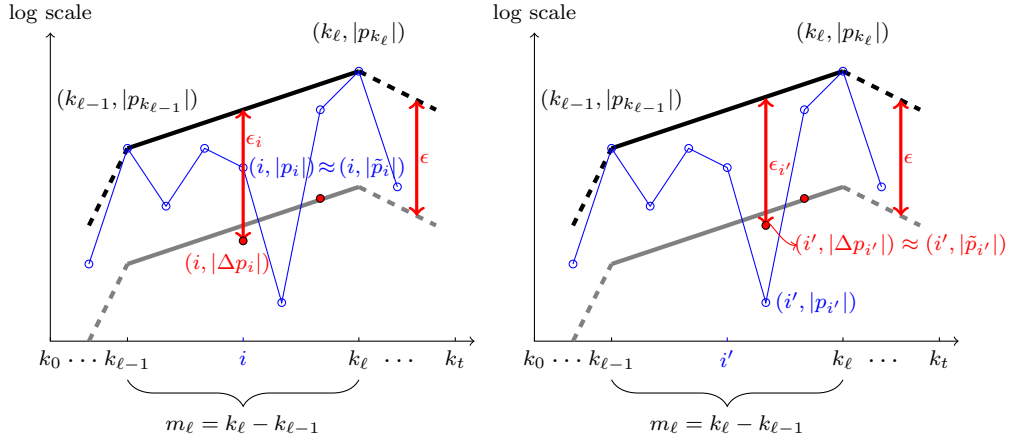 log scale
(k_ℓ, |p_{k_ℓ}|)
(k_{ℓ−1}, |p_{k_{ℓ−1}}|)
ϵ_i
(i, |p_i|) ≈ (i, |p̃_i|)
ϵ
(i, |Δp_i|)
k_0 ⋯ k_{ℓ−1} i k_ℓ ⋯ k_t
m_ℓ = k_ℓ − k_{ℓ−1}
log scale
(k_ℓ, |p_{k_ℓ}|)
(k_{ℓ−1}, |p_{k_{ℓ−1}}|)
ϵ_{i′}
ϵ
(i′, |Δp_{i′}|) ≈ (i′, |p̃_{i′}|)
(i′, |p_{i′}|)
k_0 ⋯ k_{ℓ−1} i′ k_ℓ ⋯ k_t
m_ℓ = k_ℓ − k_{ℓ−1}